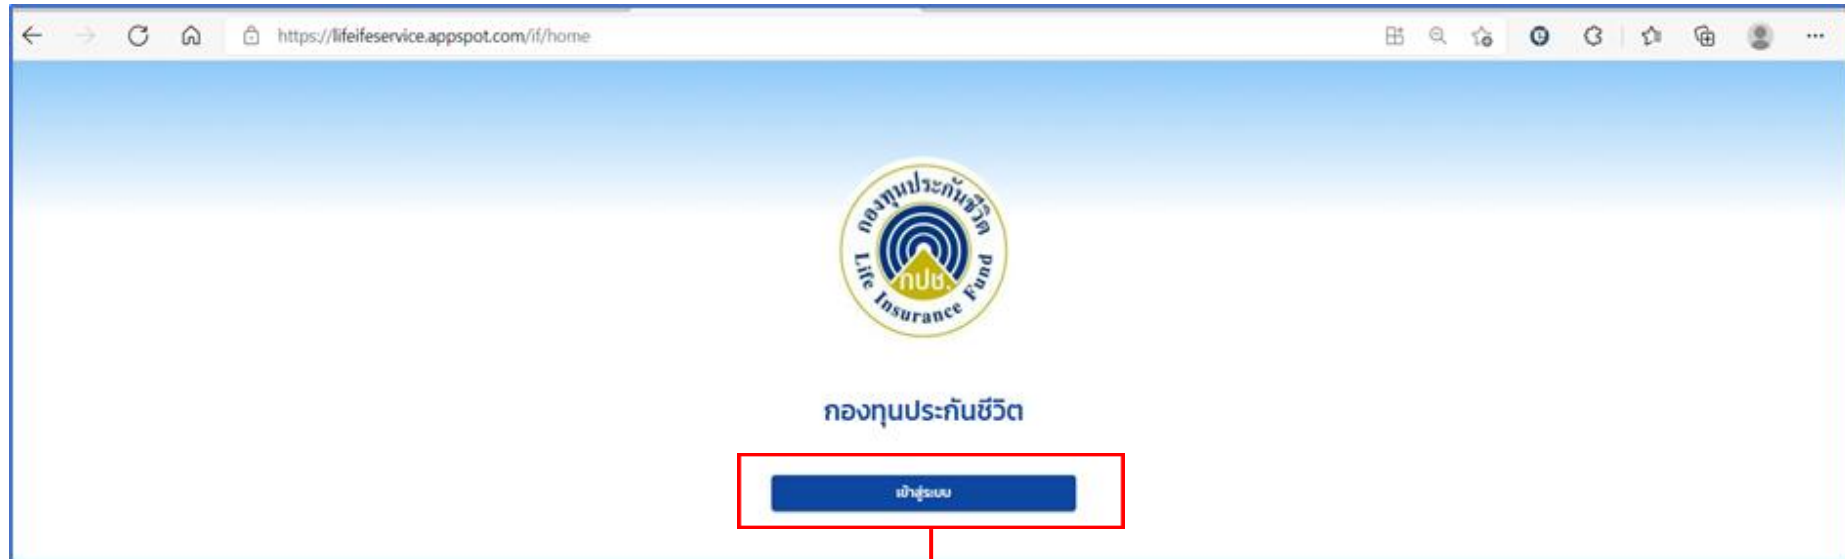 https://lifeifeservice.appspot.com/if/home
กองทุนประกันชีวิต
กปช.
Life Insurance Fund
กองทุนประกันชีวิต
เข้าสู่ระบบ